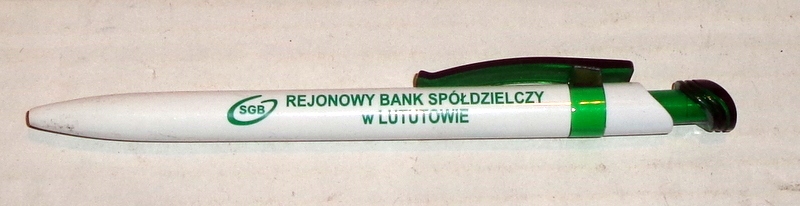 SGB
REJONOWY BANK SPÓŁDZIELCZY
w LUTUTOWIE